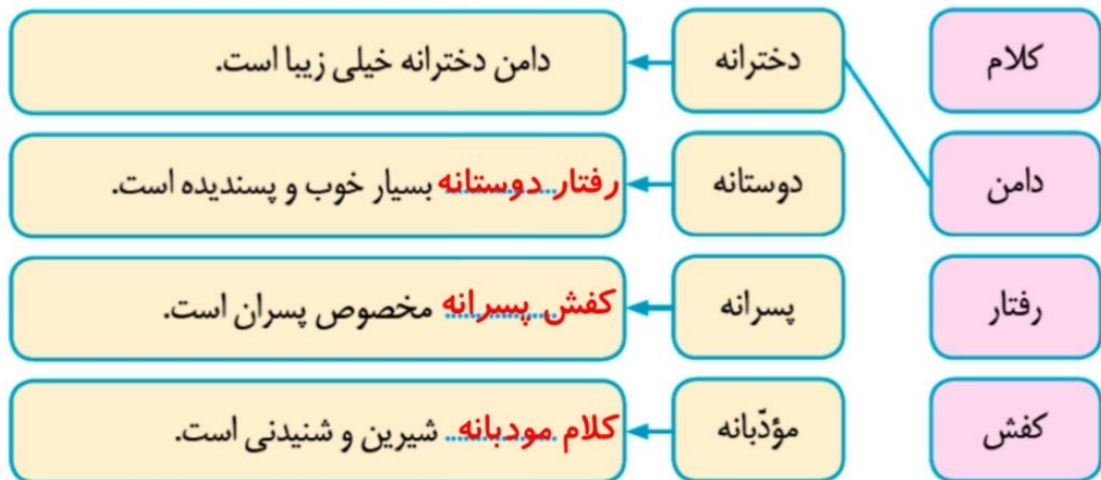 کلام دخترانه دامن دخترانه خیلی زیبا است.
دامن دوستانه رفتار دوستانه بسیار خوب و پسندیده است.
رفتار پسرانه کفش پسرانه مخصوص پسران است.
کفش مؤدّبانه کلام مودبانه شیرین و شنیدنی است.